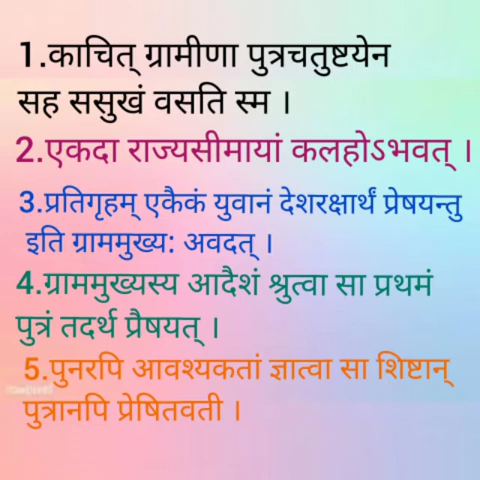 1.काचित् ग्रामीणा पुत्रचतुष्टयेन
सह ससुखं वसति स्म ।
2.एकदा राज्यसीमायां कलहोऽभवत् ।
3.प्रतिगृहम् एकैकं युवानं देशरक्षार्थं प्रेषयन्तु
इति ग्राममुख्य: अवदत् ।
4.ग्राममुख्यस्य आदैशं श्रुत्वा सा प्रथमं
पुत्रं तदर्थ प्रैषयत् ।
5.पुनरपि आवश्यकतां ज्ञात्वा सा शिष्टान्
पुत्रानपि प्रेषितवती ।